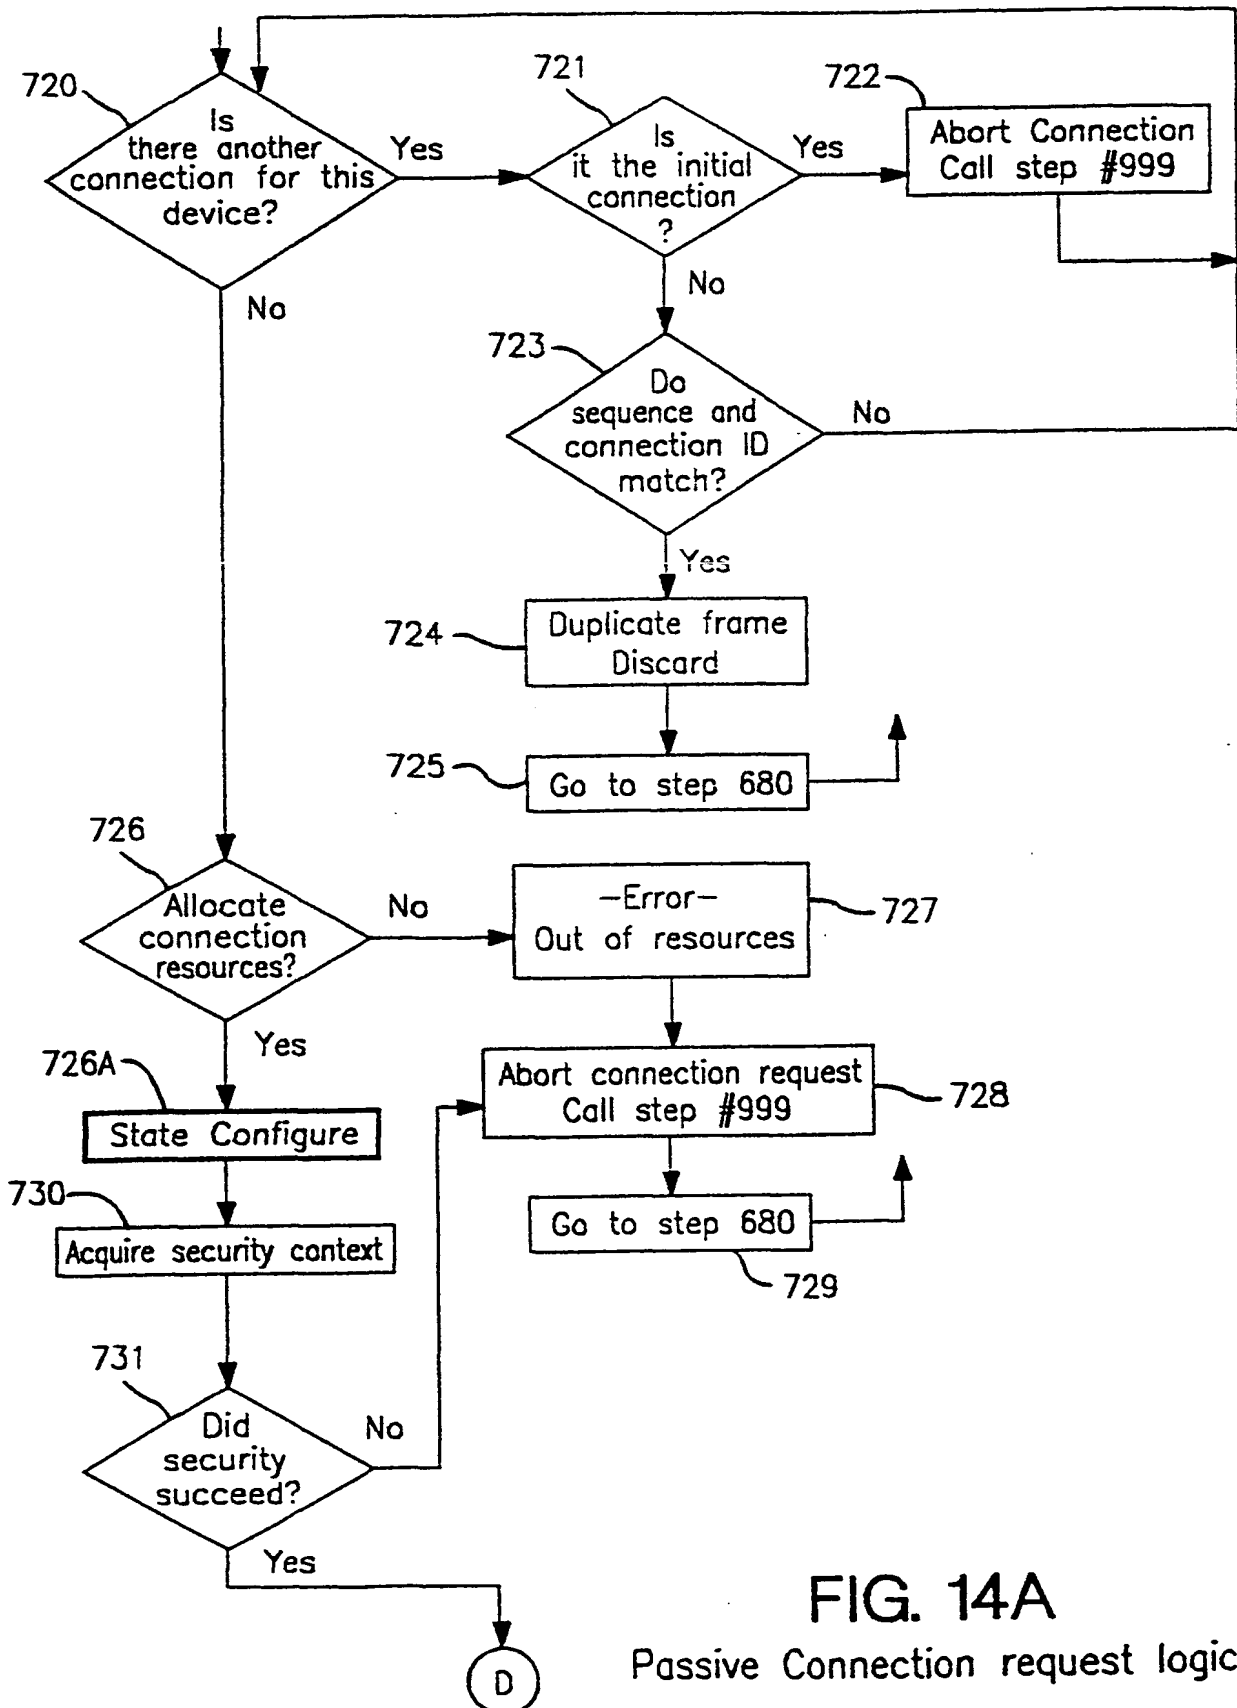 720
Is
there another
connection for this
device?
Yes
No
721
Is
it the initial
connection
?
Yes
No
722
Abort Connection
Call step #999
723
Do
sequence and
connection ID
match?
No
Yes
724
Duplicate frame
Discard
725
Go to step 680
726
Allocate
connection
resources?
No
Yes
727
-Error-
Out of resources
726A
State Configure
Abort connection request
Call step #999
728
730
Acquire security context
Go to step 680
729
731
Did
security
succeed?
No
Yes
D
FIG. 14A
Passive Connection request logic